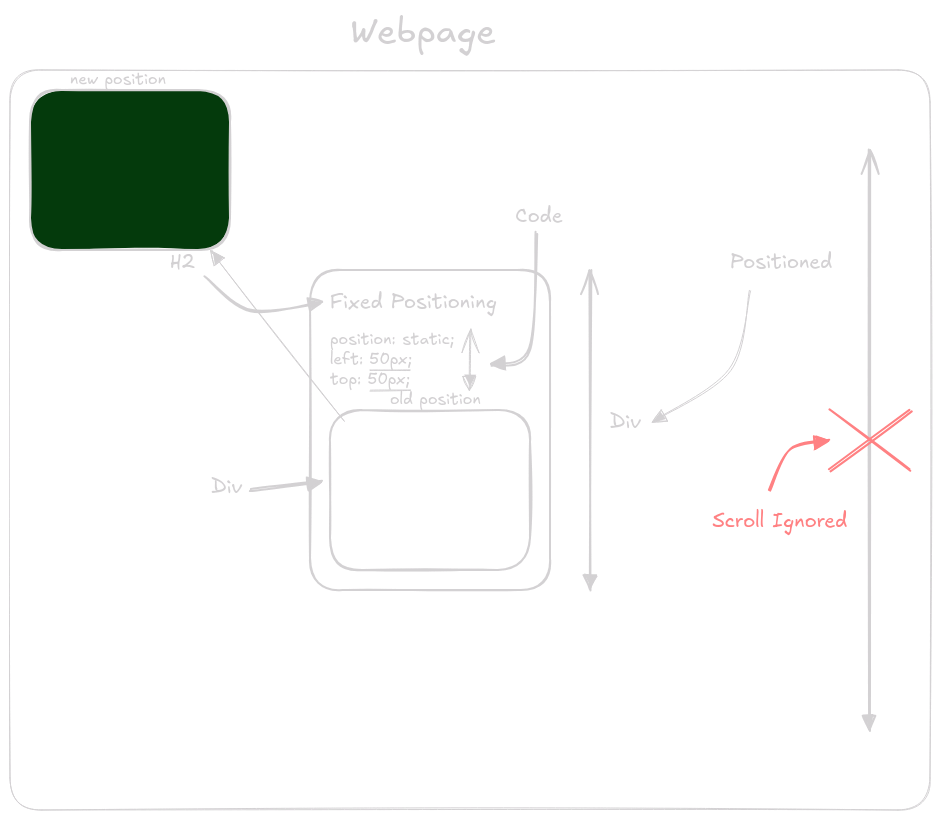 Webpage
new position
Code
H2
Positioned
Fixed Positioning
position: static;
left: 50px;
top: 50px;
old position
Div
Div
Scroll Ignored